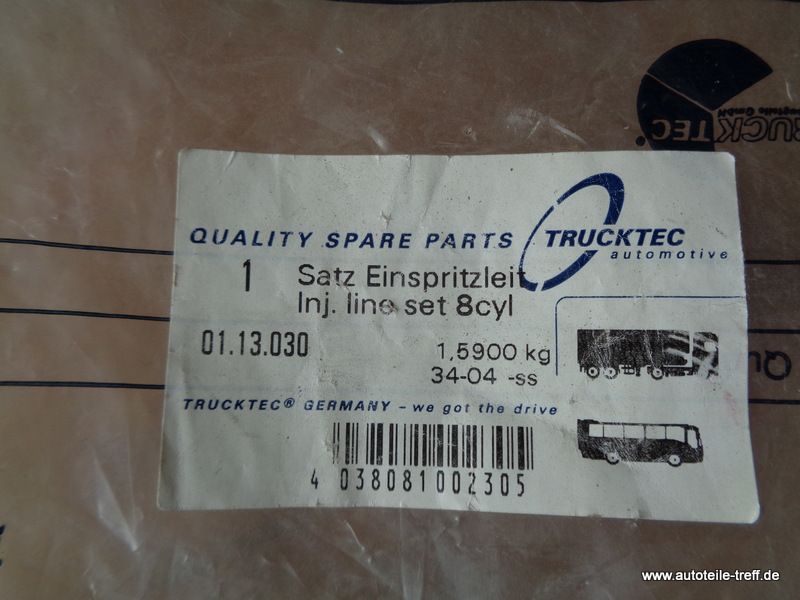 TEC
QUALITY SPARE PARTS TRUCKTEC
automotive
1 Satz Einspritzleit
Inj. line set 8cyl
01.13.030 1,5900 kg
34-04 -ss
TRUCKTEC® GERMANY – we got the drive
4 038081 002305
www.autoteile-treff.de